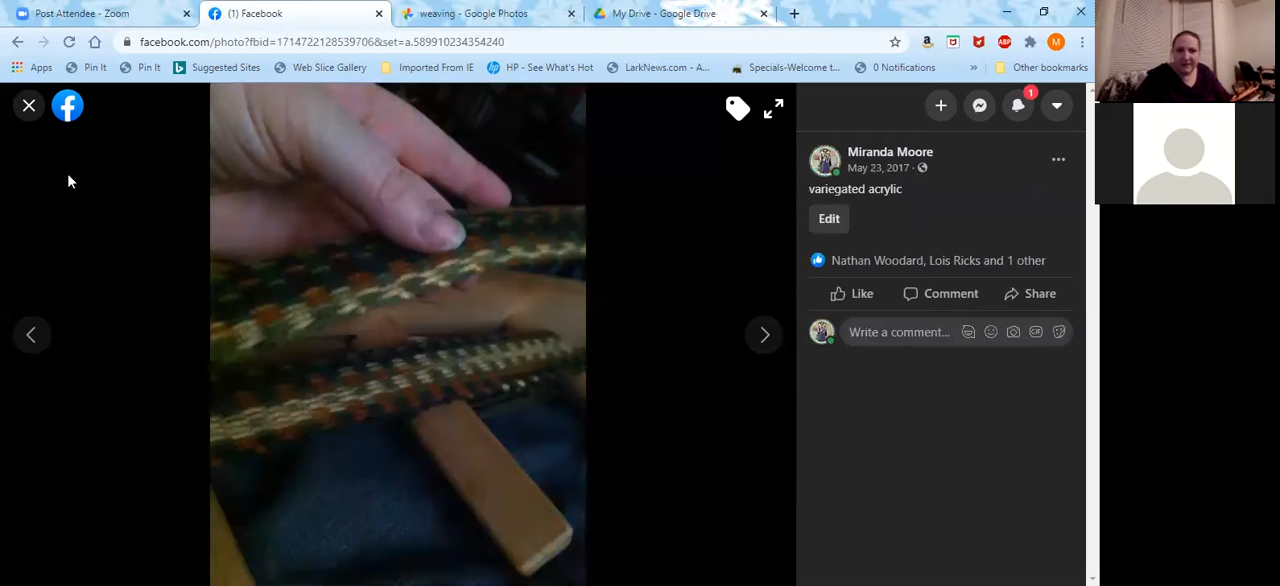 Post Attendee - Zoom
(1) Facebook
weaving - Google Photos
My Drive - Google Drive
facebook.com/photo?fbid=1714722128539706&set=a.589910234354240
Apps
Pin It
Pin It
Suggested Sites
Web Slice Gallery
Imported From IE
HP - See What's Hot
LarkNews.com - A...
Specials-Welcome t...
0 Notifications
»
Other bookmarks
1
Miranda Moore
May 23, 2017 ·
variegated acrylic
Edit
Nathan Woodard, Lois Ricks and 1 other
Like
Comment
Share
Write a comment...
GIF
ABP
M